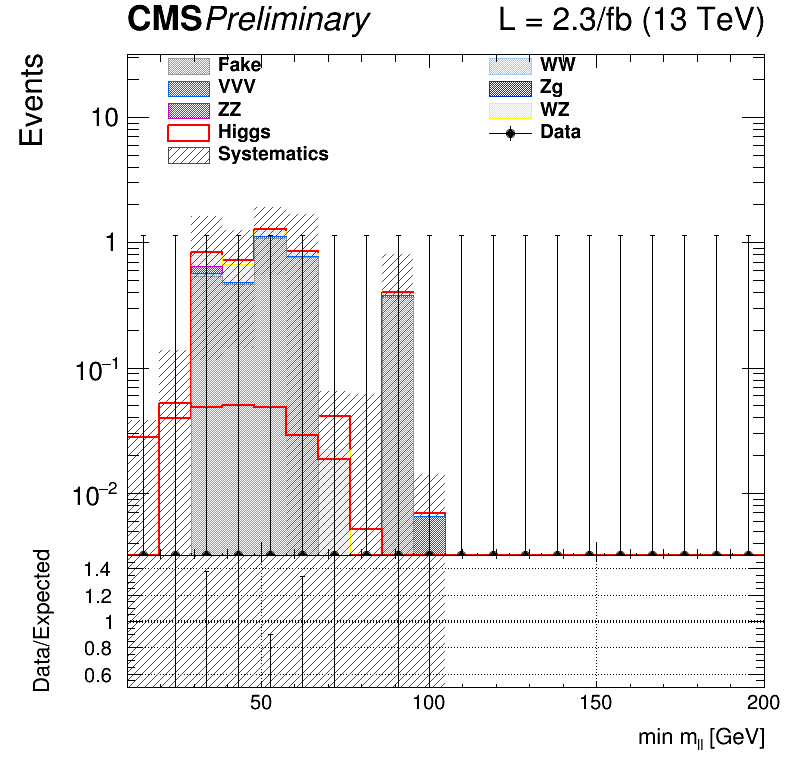 CMS Preliminary L = 2.3/fb (13 TeV)
Events
Fake WW
VVV Zg
ZZ WZ
Higgs Data
Systematics
10
1
10⁻¹
10⁻²
Data/Expected
1.4
1.2
1
0.8
0.6
50 100 150 200
min m_ll [GeV]